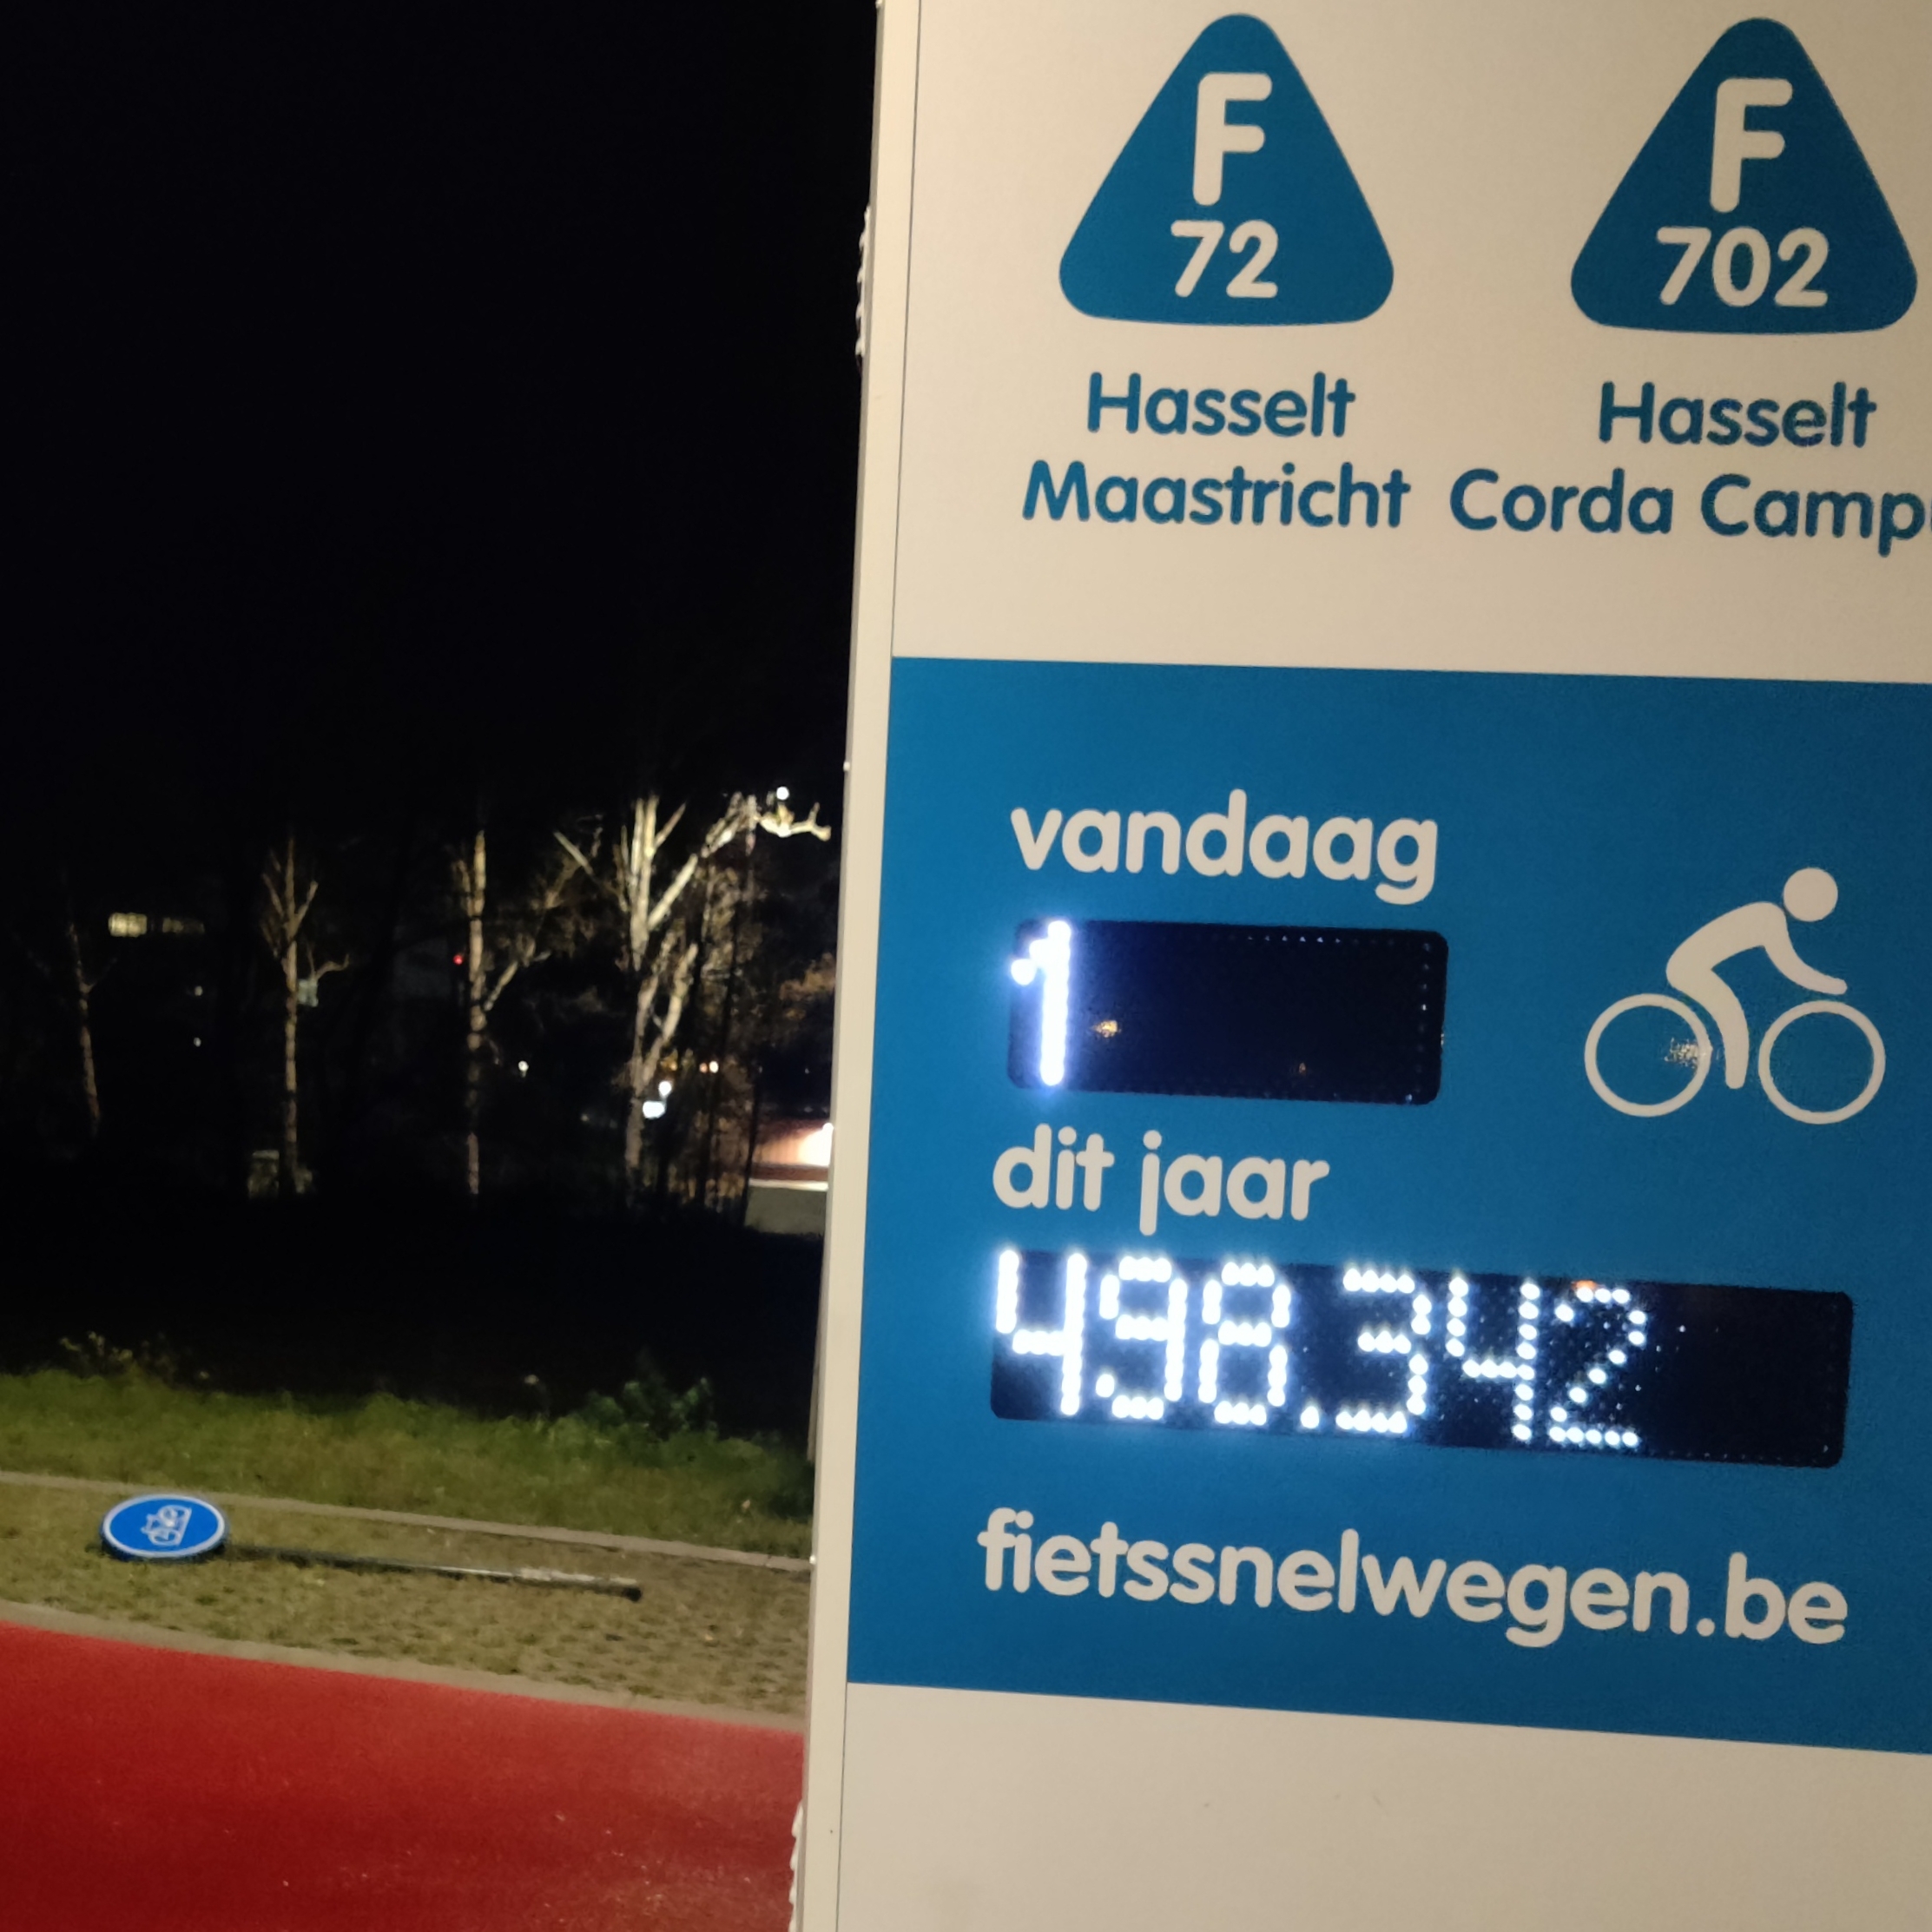 F
72
Hasselt
Maastricht
F
702
Hasselt
Corda Camp
vandaag
1
dit jaar
498.342
fietssnelwegen.be